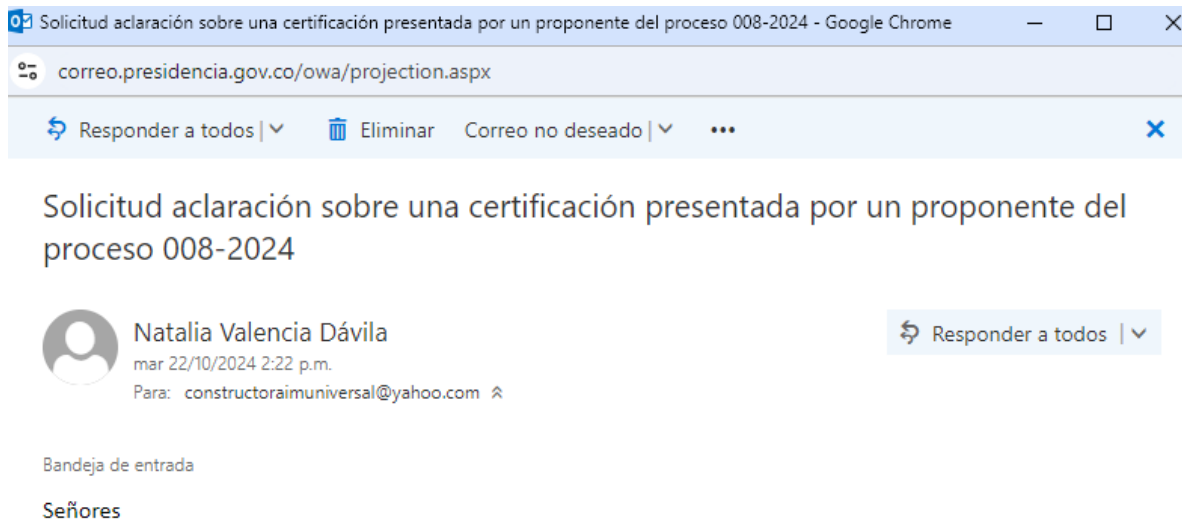 Solicitud aclaración sobre una certificación presentada por un proponente del proceso 008-2024 - Google Chrome
correo.presidencia.gov.co/owa/projection.aspx
Responder a todos | Eliminar Correo no deseado | ...
Solicitud aclaración sobre una certificación presentada por un proponente del
proceso 008-2024
Natalia Valencia Dávila
Responder a todos |
mar 22/10/2024 2:22 p.m.
Para: constructoraimuniversal@yahoo.com
Bandeja de entrada
Señores